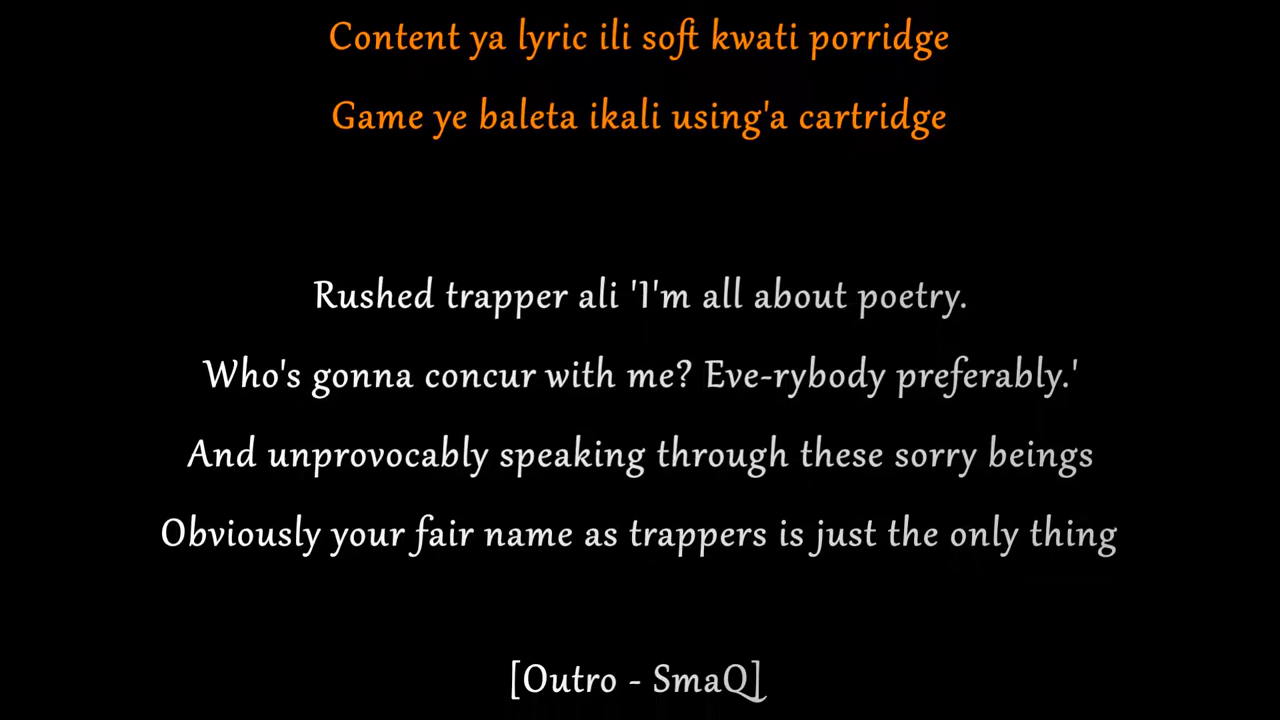 Content ya lyric ili soft kwati porridge
Game ye baleta ikali using'a cartridge
Rushed trapper ali 'I'm all about poetry.
Who's gonna concur with me? Eve-rybody preferably.'
And unprovocably speaking through these sorry beings
Obviously your fair name as trappers is just the only thing
[Outro - SmaQ]